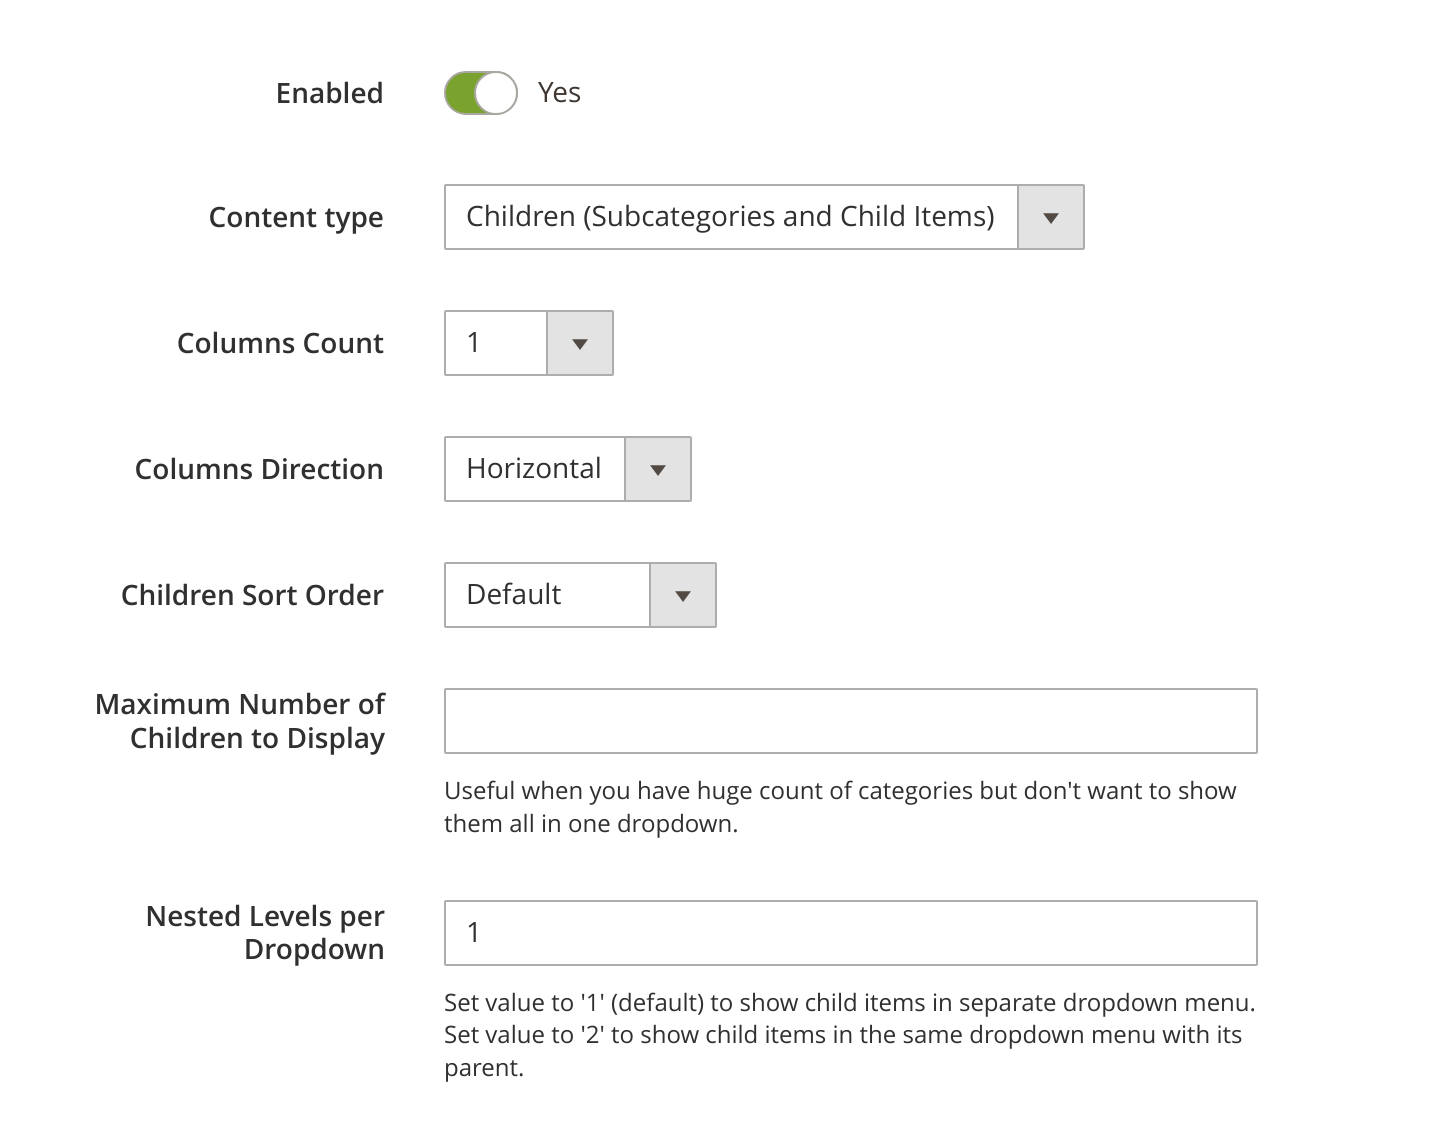 Enabled Yes
Content type Children (Subcategories and Child Items)
Columns Count 1
Columns Direction Horizontal
Children Sort Order Default
Maximum Number of
Children to Display
Useful when you have huge count of categories but don't want to show
them all in one dropdown.
Nested Levels per
Dropdown
1
Set value to '1' (default) to show child items in separate dropdown menu.
Set value to '2' to show child items in the same dropdown menu with its
parent.